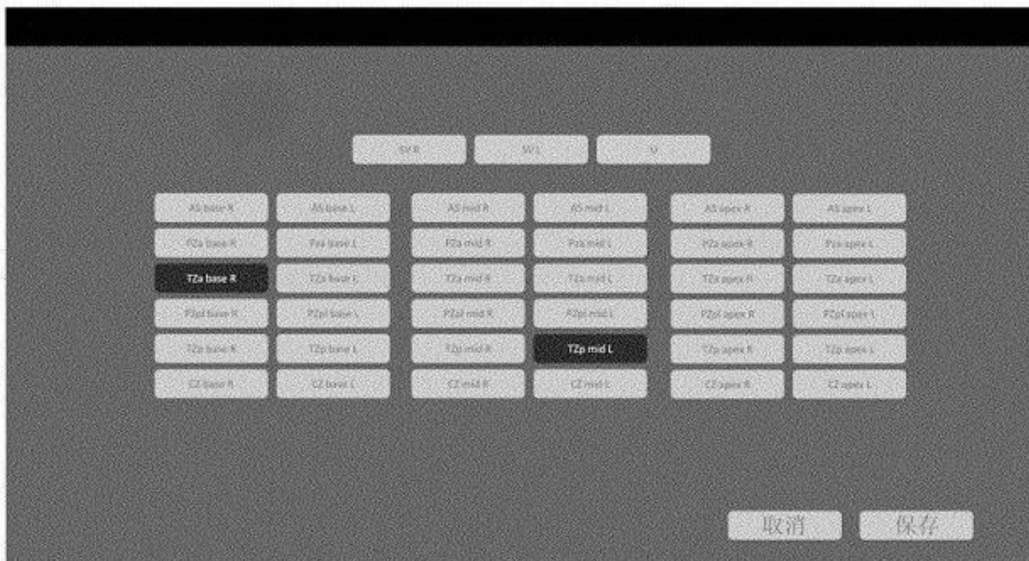 SV R SV L U
AS base R AS base L AS mid R AS mid L AS apex R AS apex L
PZa base R Pza base L PZa mid R Pza mid L PZa apex R Pza apex L
TZa base R TZa base L TZa mid R TZa mid L TZa apex R TZa apex L
PZpl base R PZpl base L PZpl mid R PZpl mid L PZpl apex R PZpl apex L
TZp base R TZp base L TZp mid R TZp mid L TZp apex R TZp apex L
CZ base R CZ base L CZ mid R CZ mid L CZ apex R CZ apex L
取消 保存